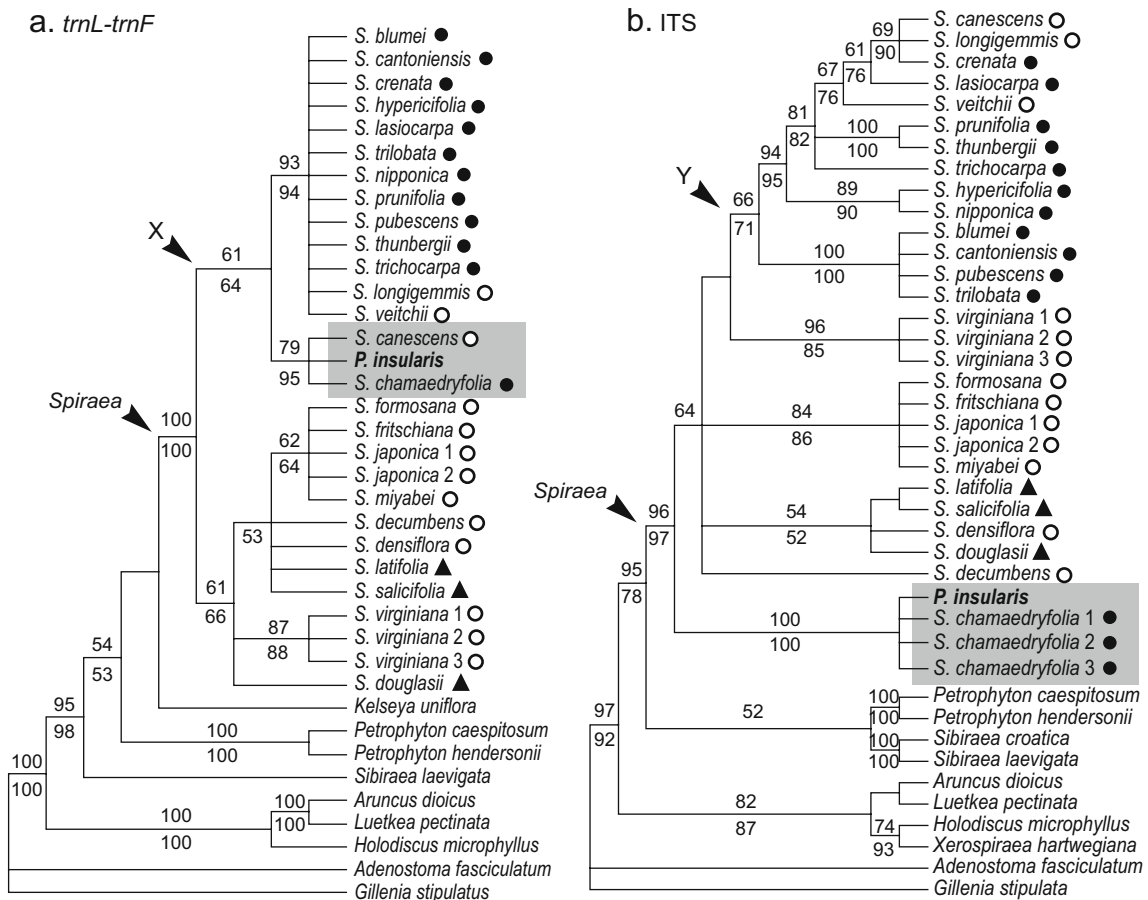 a. trnL-trnF
S. blumei
S. cantoniensis
S. crenata
S. hypericifolia
S. lasiocarpa
S. trilobata
93
S. nipponica
94
S. prunifolia
S. pubescens
X
S. thunbergii
61
S. trichocarpa
64
S. longigemmis
S. veitchii
79
S. canescens
P. insularis
95
S. chamaedryfolia
Spiraea
100
100
S. formosana
62
S. fritschiana
64
S. japonica 1
S. japonica 2
S. miyabei
53
S. decumbens
S. densiflora
61
S. latifolia
66
S. salicifolia
87
S. virginiana 1
88
S. virginiana 2
S. virginiana 3
S. douglasii
54
53
Kelseya uniflora
95
98
100
100
Petrophyton caespitosum
Petrophyton hendersonii
Sibiraea laevigata
100
100
100
100
Aruncus dioicus
100
100
Luetkea pectinata
Holodiscus microphyllus
Adenostoma fasciculatum
Gillenia stipulatus
b. ITS
69
90
S. canescens
S. longigemmis
61
76
S. crenata
67
76
S. lasiocarpa
S. veitchii
81
82
100
100
S. prunifolia
S. thunbergii
94
95
S. trichocarpa
Y
89
90
S. hypericifolia
66
71
S. nipponica
S. blumei
100
100
S. cantoniensis
S. pubescens
S. trilobata
96
85
S. virginiana 1
S. virginiana 2
S. virginiana 3
S. formosana
64
84
86
S. fritschiana
S. japonica 1
S. japonica 2
S. miyabei
Spiraea
96
97
54
52
S. latifolia
S. salicifolia
S. densiflora
S. douglasii
S. decumbens
95
78
100
100
P. insularis
S. chamaedryfolia 1
S. chamaedryfolia 2
S. chamaedryfolia 3
97
92
52
100
100
Petrophyton caespitosum
Petrophyton hendersonii
100
100
Sibiraea croatica
Sibiraea laevigata
82
87
Aruncus dioicus
Luetkea pectinata
74
93
Holodiscus microphyllus
Xerospiraea hartwegiana
Adenostoma fasciculatum
Gillenia stipulata